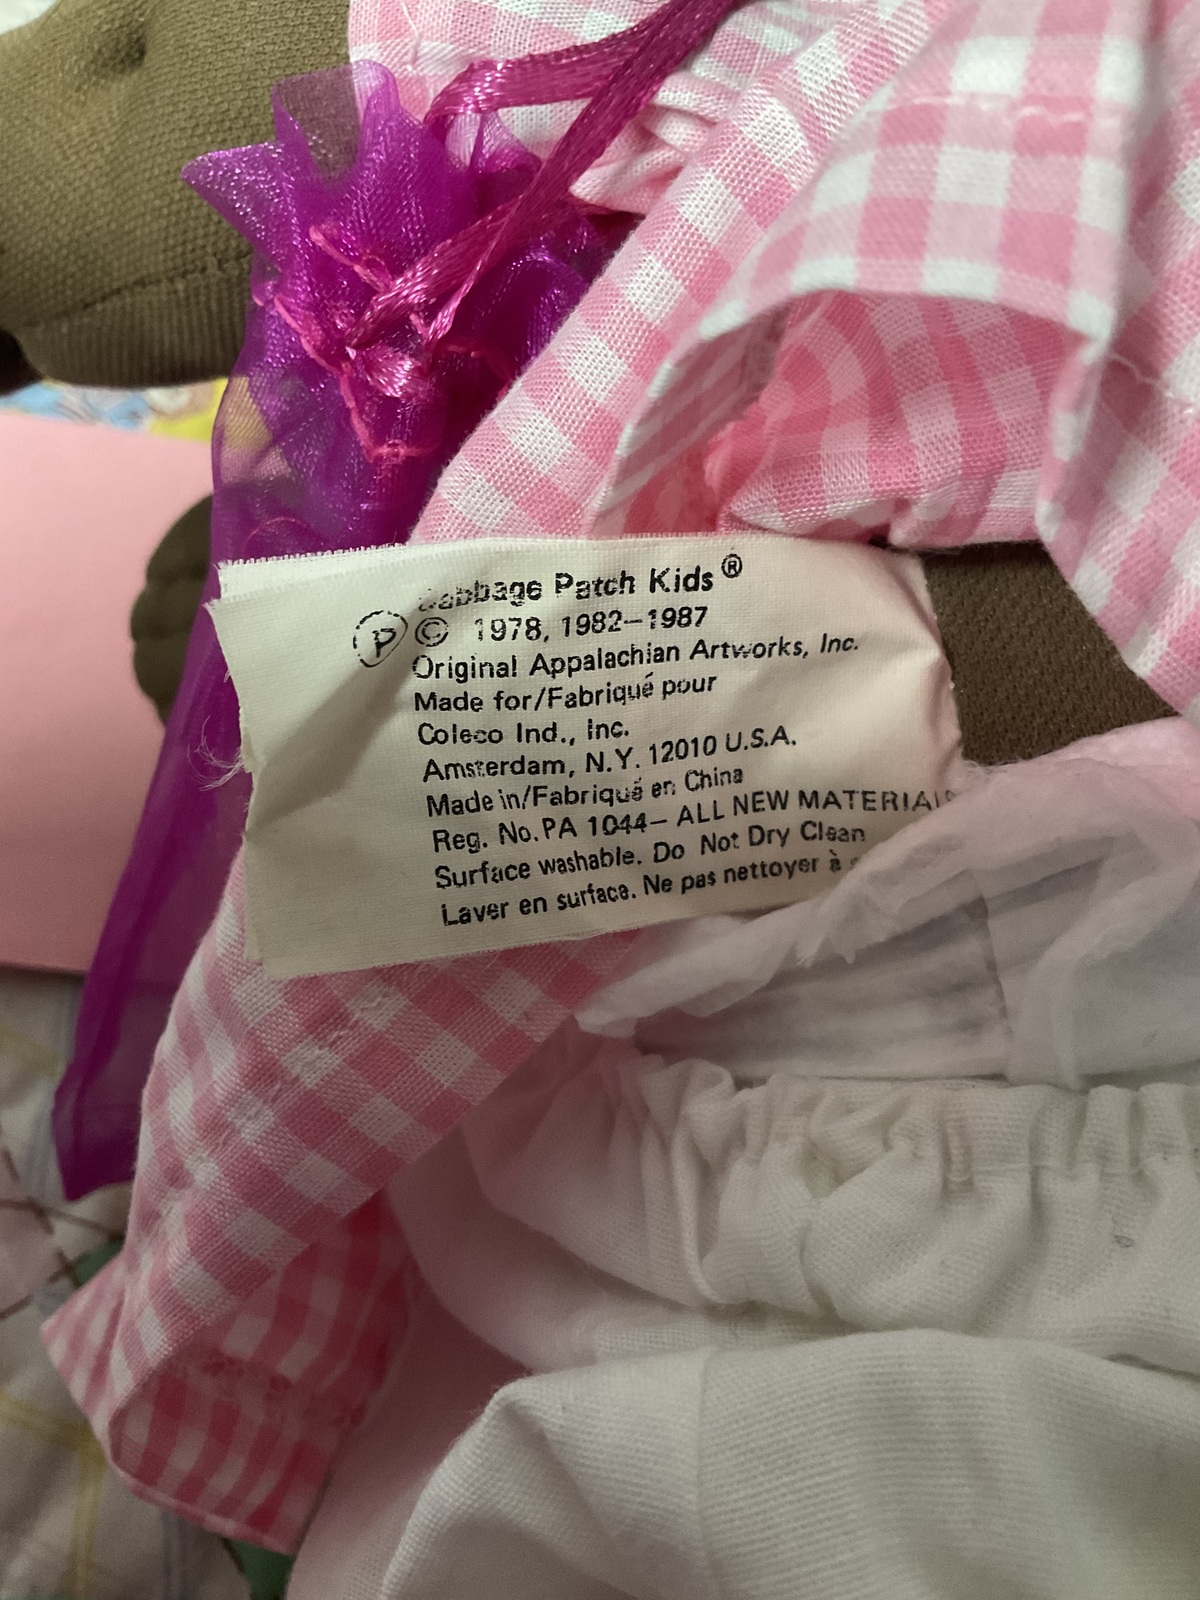 Cabbage Patch Kids®
Ⓟ © 1978, 1982–1987
Original Appalachian Artworks, Inc.
Made for/Fabriqué pour
Coleco Ind., Inc.
Amsterdam, N.Y. 12010 U.S.A.
Made in/Fabriqué en China
Reg. No. PA 1044– ALL NEW MATERIALS
Surface washable. Do Not Dry Clean
Laver en surface. Ne pas nettoyer à